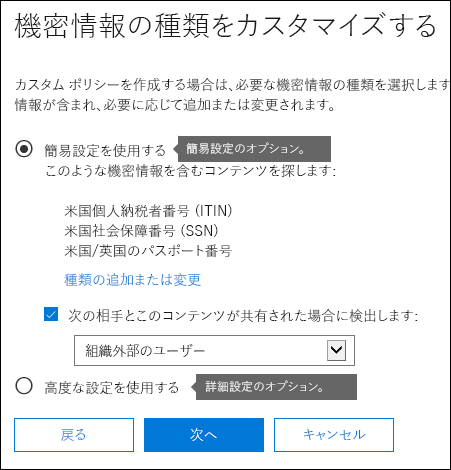 機密情報の種類をカスタマイズする
カスタム ポリシーを作成する場合は、必要な機密情報の種類を選択します
情報が含まれ、必要に応じて追加または変更されます。
簡易設定を使用する 簡易設定のオプション。
このような機密情報を含むコンテンツを探します:
米国個人納税者番号 (ITIN)
米国社会保障番号 (SSN)
米国/英国のパスポート番号
種類の追加または変更
次の相手とこのコンテンツが共有された場合に検出します:
組織外部のユーザー
高度な設定を使用する 詳細設定のオプション。
戻る 次へ キャンセル